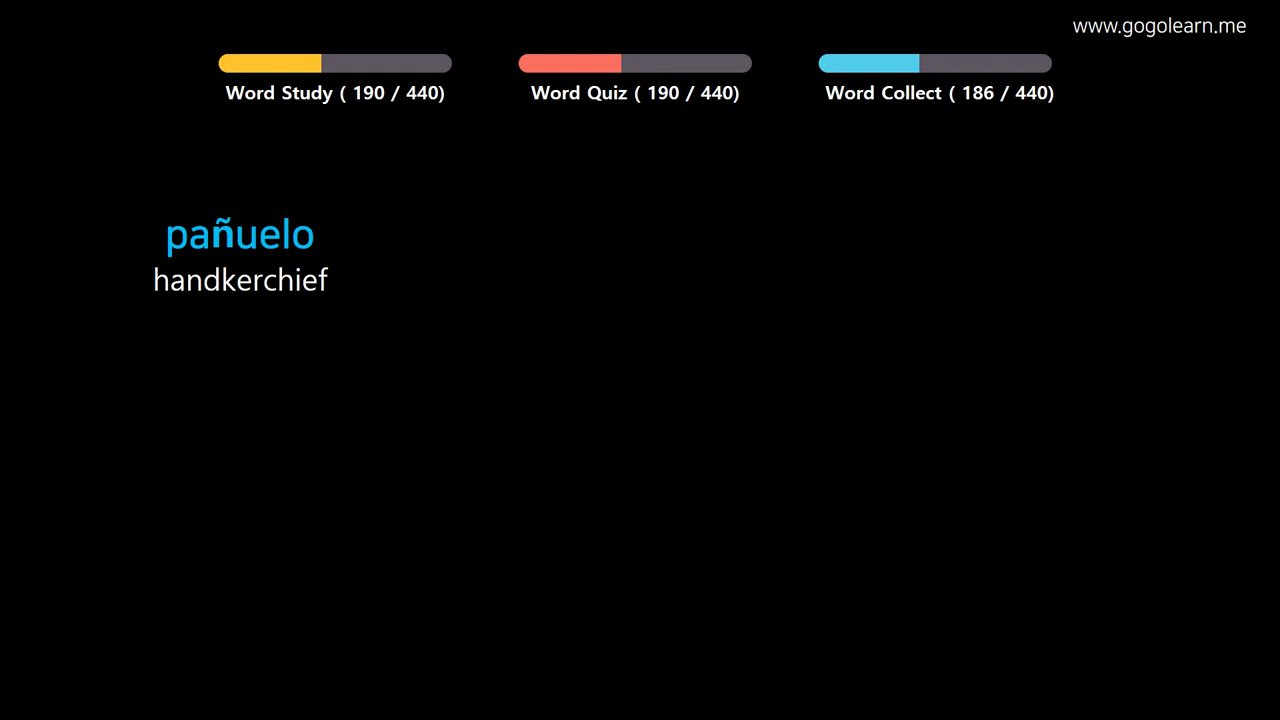 www.gogolearn.me
Word Study ( 190 / 440)
Word Quiz ( 190 / 440)
Word Collect ( 186 / 440)
pañuelo
handkerchief